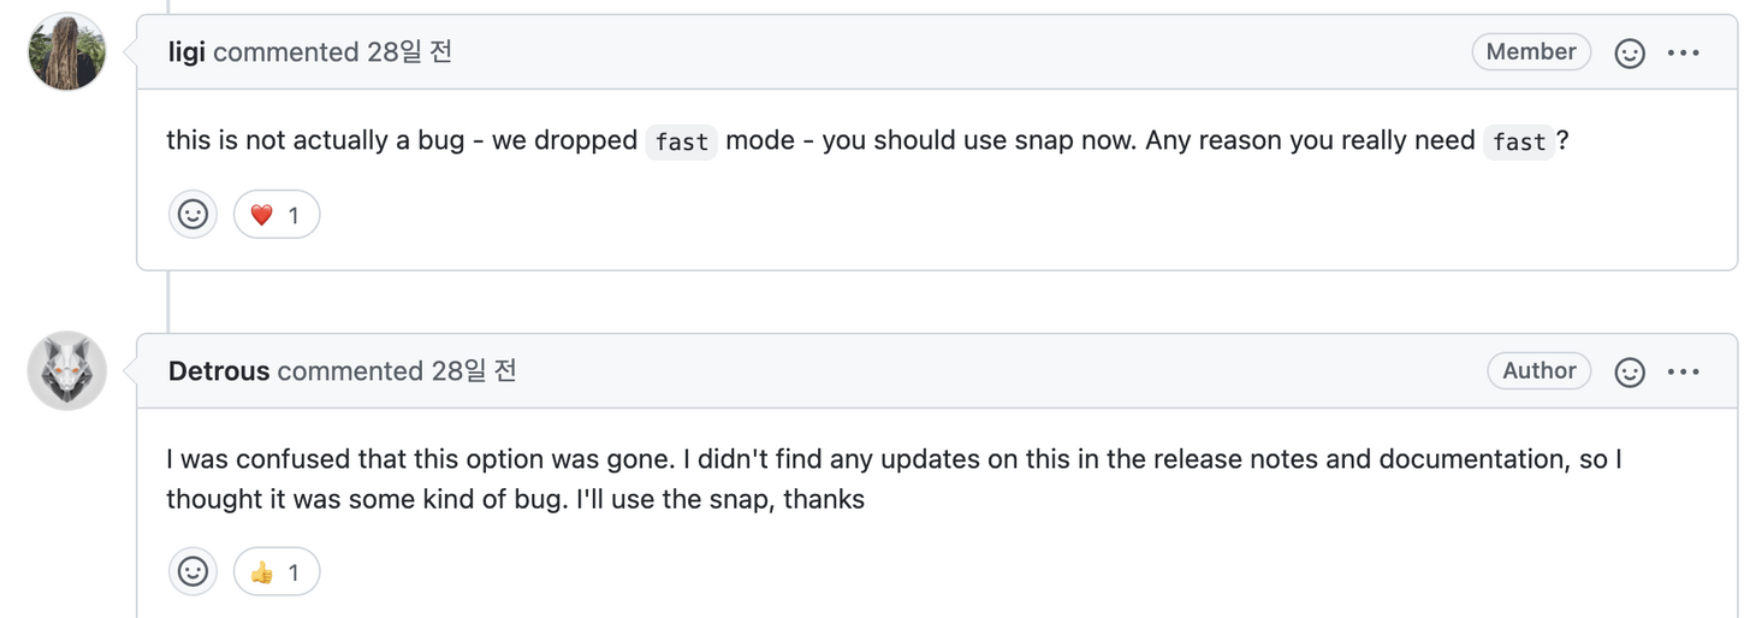 ligi commented 28일 전 Member
this is not actually a bug - we dropped fast mode - you should use snap now. Any reason you really need fast ?
❤️ 1
Detrous commented 28일 전 Author
I was confused that this option was gone. I didn't find any updates on this in the release notes and documentation, so I
thought it was some kind of bug. I'll use the snap, thanks
👍 1